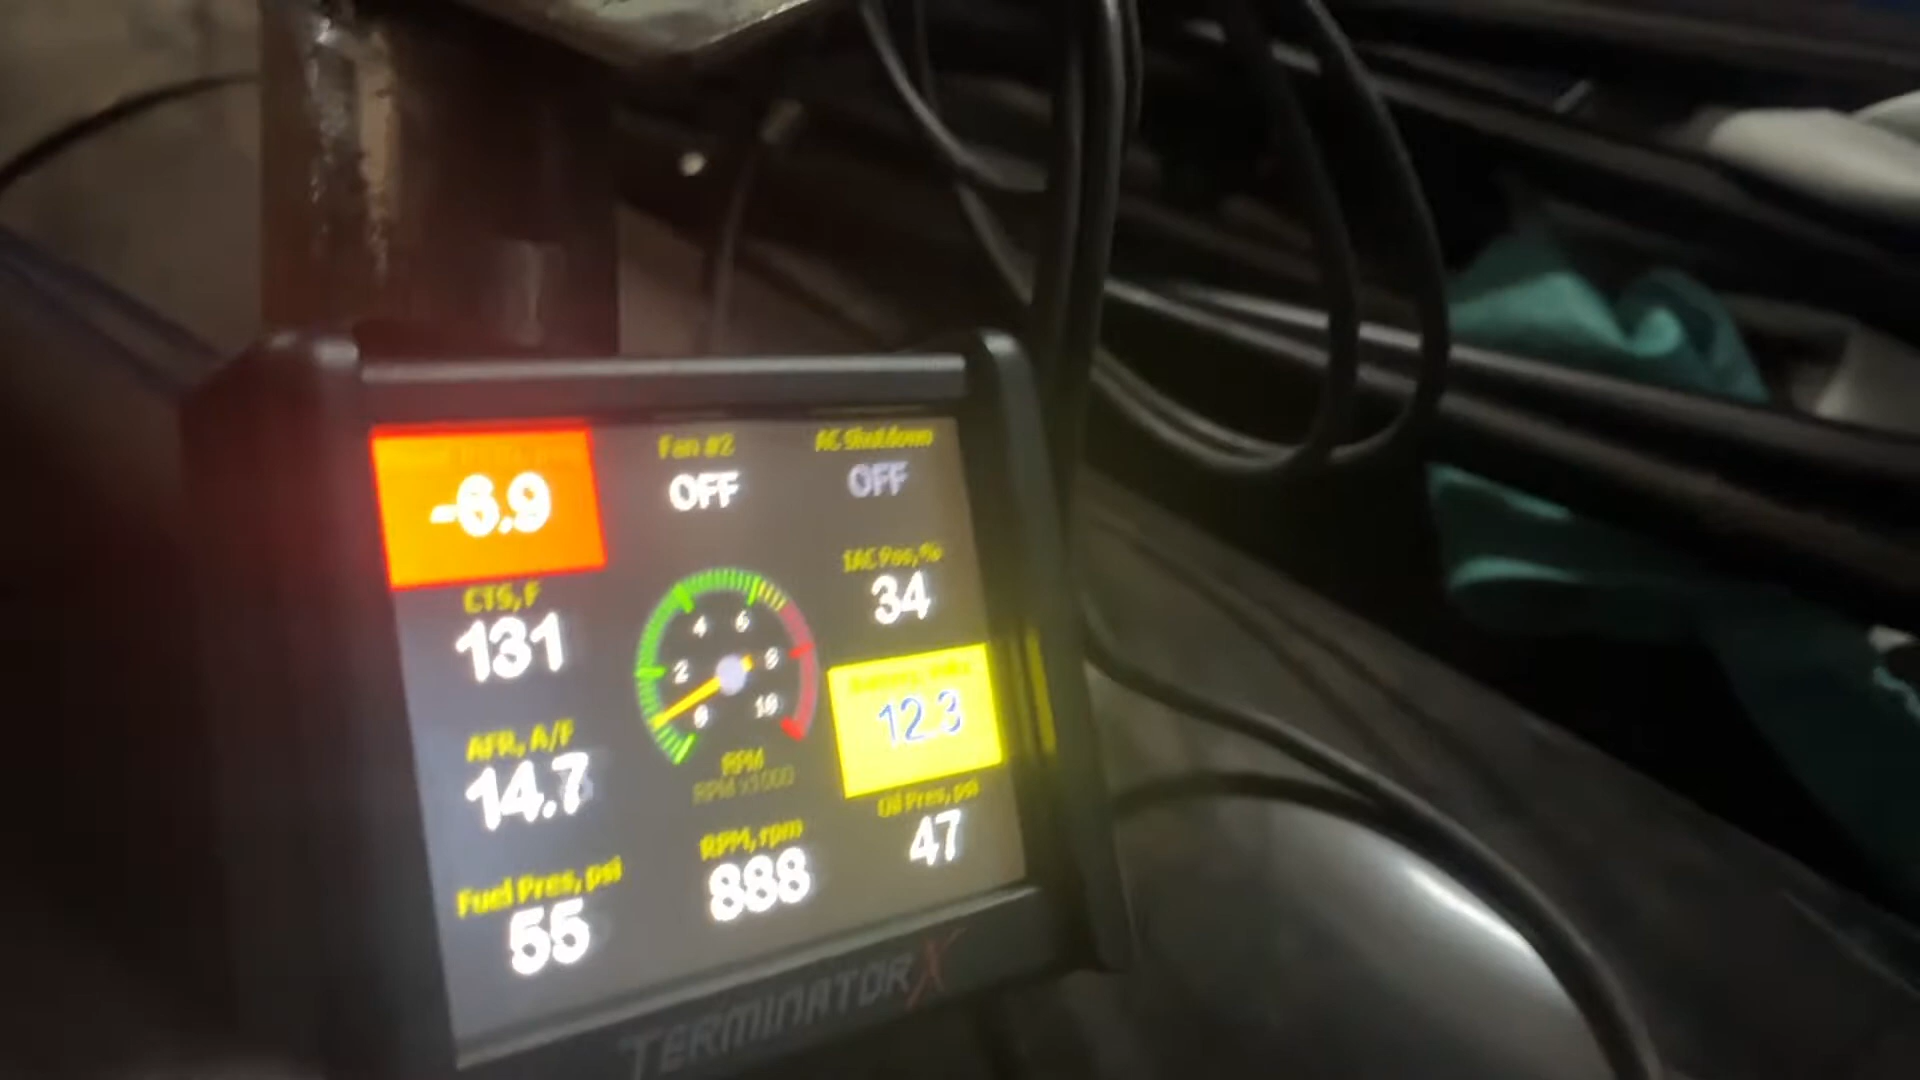 -6.9
Fan #2
OFF
AC Shutdown
OFF
CTS, F
131
IAC Pos, %
34
0
2
4
6
8
10
RPM
RPM x1000
12.3
AFR, A/F
14.7
Fuel Pres, psi
55
RPM, rpm
888
Oil Pres, psi
47
TERMINATOR X